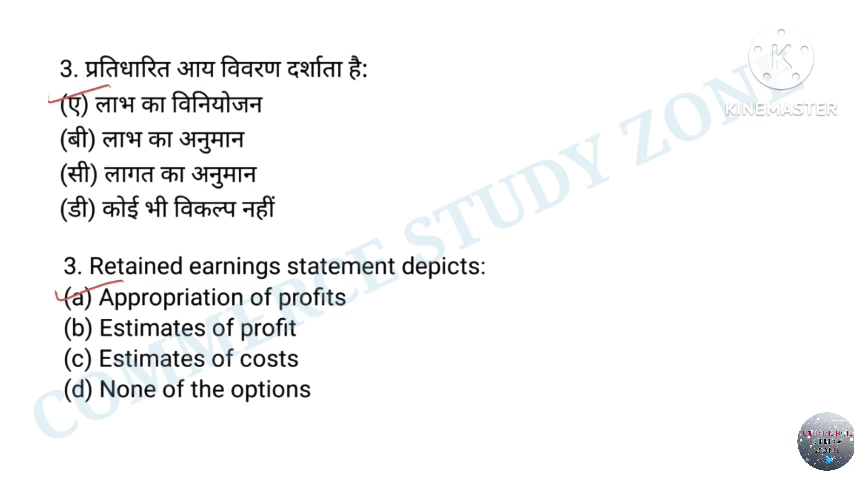 3. प्रतिधारित आय विवरण दर्शाता है:
(ए) लाभ का विनियोजन
(बी) लाभ का अनुमान
(सी) लागत का अनुमान
(डी) कोई भी विकल्प नहीं
3. Retained earnings statement depicts:
(a) Appropriation of profits
(b) Estimates of profit
(c) Estimates of costs
(d) None of the options
COMMERCE STUDY ZONE
K
KINEMASTER